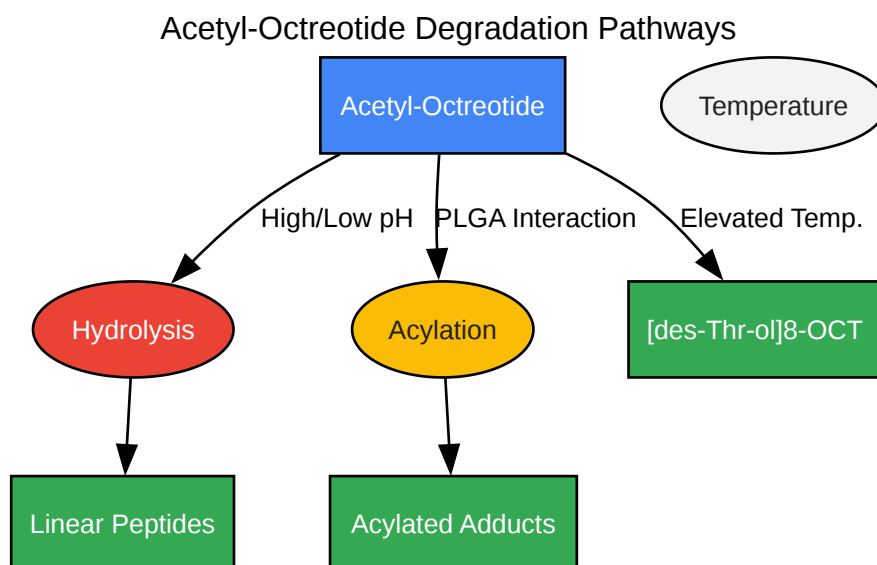 Acetyl-Octreotide Degradation Pathways
Acetyl-Octreotide
Temperature
High/Low pH
PLGA Interaction
Elevated Temp.
Hydrolysis
Acylation
[des-Thr-ol]8-OCT
Linear Peptides
Acylated Adducts